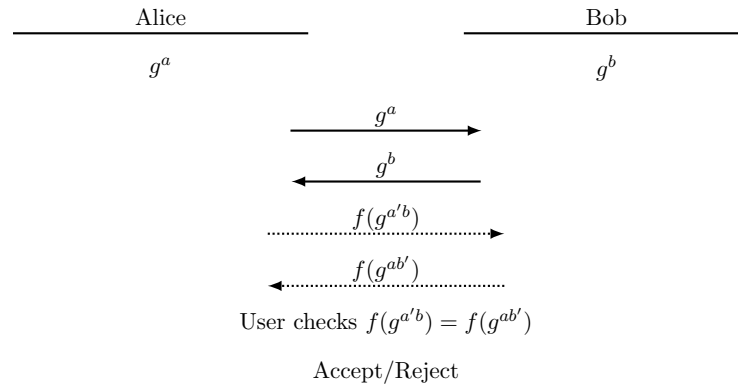 Alice Bob
g^a g^b
g^a
g^b
f(g^{a'b})
f(g^{ab'})
User checks f(g^{a'b}) = f(g^{ab'})
Accept/Reject